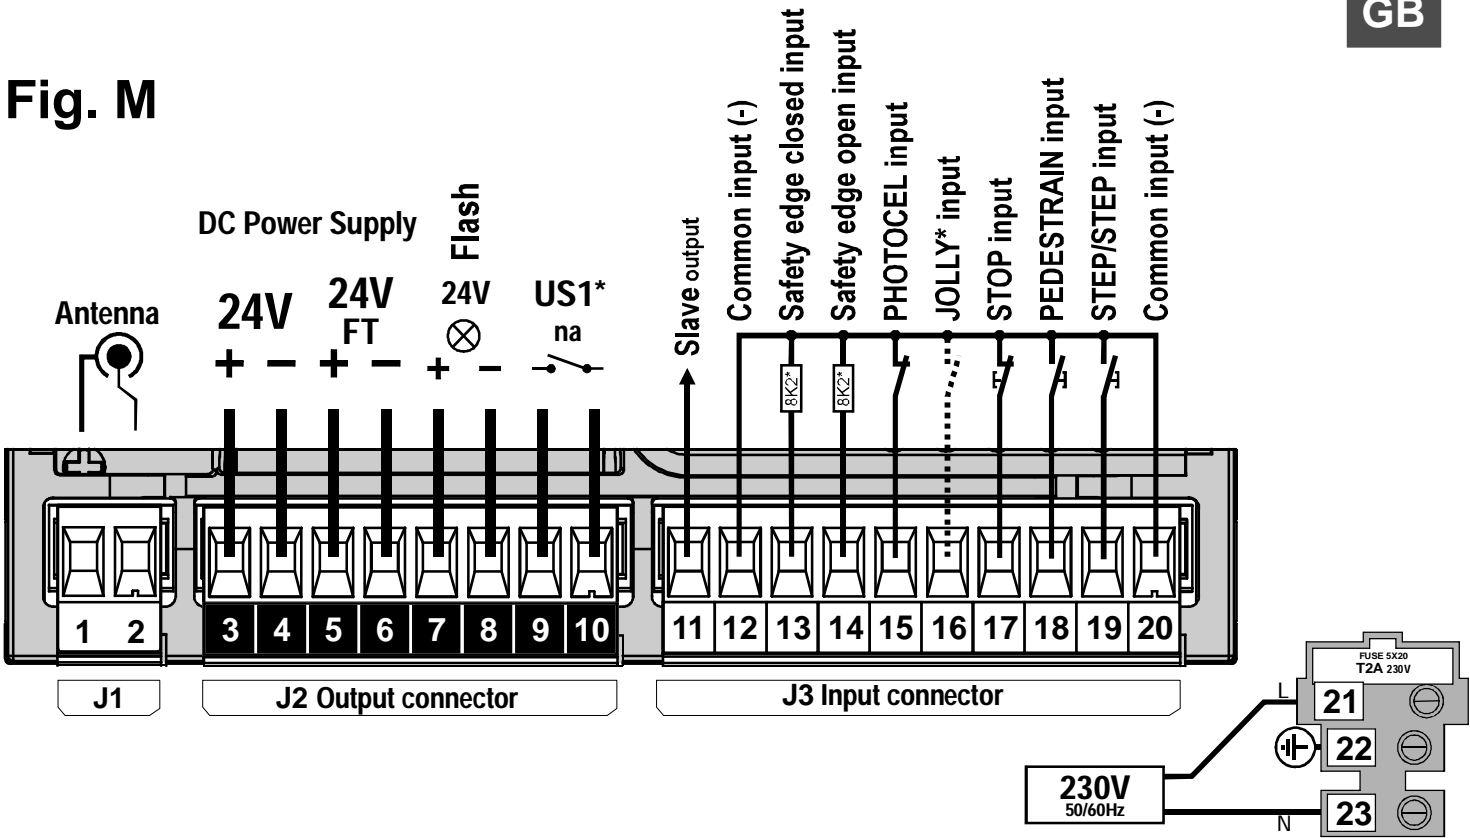 GB
Fig. M
Antenna
DC Power Supply
24V
+ −
24V
FT
+ −
Flash
24V
+ −
US1*
na
Slave output
Common input (-)
Safety edge closed input
Safety edge open input
PHOTOCEL input
JOLLY* input
STOP input
PEDESTRAIN input
STEP/STEP input
Common input (-)
8K2*
8K2*
1 2
3 4 5 6 7 8 9 10
11 12 13 14 15 16 17 18 19 20
J1
J2 Output connector
J3 Input connector
FUSE 5X20
T2A 230V
L
21
22
23
N
230V
50/60Hz